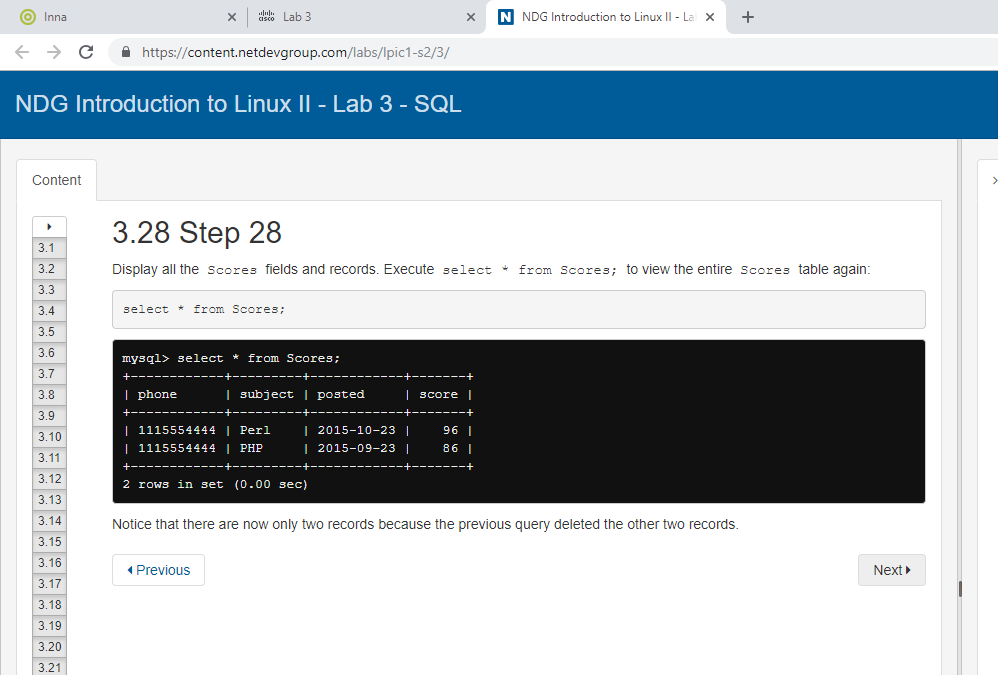 Inna
cisco Lab 3
N NDG Introduction to Linux II - La
https://content.netdevgroup.com/labs/lpic1-s2/3/
NDG Introduction to Linux II - Lab 3 - SQL
Content
3.1
3.2
3.3
3.4
3.5
3.6
3.7
3.8
3.9
3.10
3.11
3.12
3.13
3.14
3.15
3.16
3.17
3.18
3.19
3.20
3.21
3.28 Step 28
Display all the Scores fields and records. Execute select * from Scores; to view the entire Scores table again:
select * from Scores;
mysql> select * from Scores;
+------------+---------+------------+-------+
| phone      | subject | posted     | score |
+------------+---------+------------+-------+
| 1115554444 | Perl    | 2015-10-23 |    96 |
| 1115554444 | PHP     | 2015-09-23 |    86 |
+------------+---------+------------+-------+
2 rows in set (0.00 sec)
Notice that there are now only two records because the previous query deleted the other two records.
Previous
Next